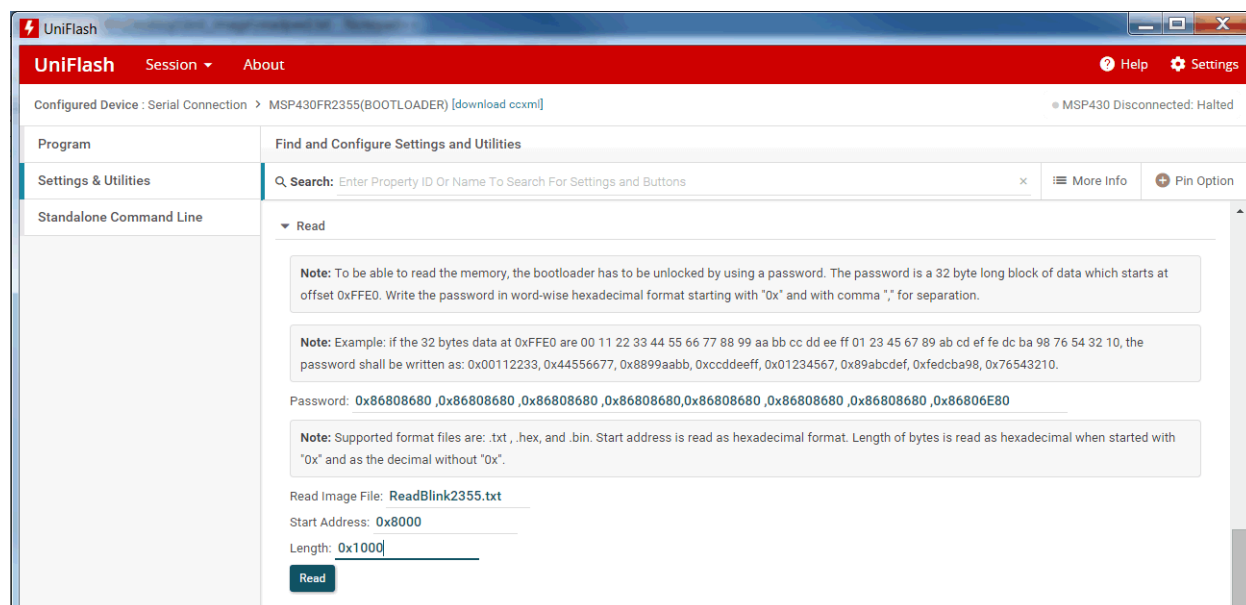 UniFlash
UniFlash Session About Help Settings
Configured Device : Serial Connection > MSP430FR2355(BOOTLOADER) [download ccxml] MSP430 Disconnected: Halted
Program
Settings & Utilities
Standalone Command Line
Find and Configure Settings and Utilities
Search: Enter Property ID Or Name To Search For Settings and Buttons × More Info Pin Option
Read
Note: To be able to read the memory, the bootloader has to be unlocked by using a password. The password is a 32 byte long block of data which starts at
offset 0xFFE0. Write the password in word-wise hexadecimal format starting with "0x" and with comma "," for separation.
Note: Example: if the 32 bytes data at 0xFFE0 are 00 11 22 33 44 55 66 77 88 99 aa bb cc dd ee ff 01 23 45 67 89 ab cd ef fe dc ba 98 76 54 32 10, the
password shall be written as: 0x00112233, 0x44556677, 0x8899aabb, 0xccddeeff, 0x01234567, 0x89abcdef, 0xfedcba98, 0x76543210.
Password: 0x86808680 ,0x86808680 ,0x86808680 ,0x86808680,0x86808680 ,0x86808680 ,0x86808680 ,0x86806E80
Note: Supported format files are: .txt , .hex, and .bin. Start address is read as hexadecimal format. Length of bytes is read as hexadecimal when started with
"0x" and as the decimal without "0x".
Read Image File: ReadBlink2355.txt
Start Address: 0x8000
Length: 0x1000
Read